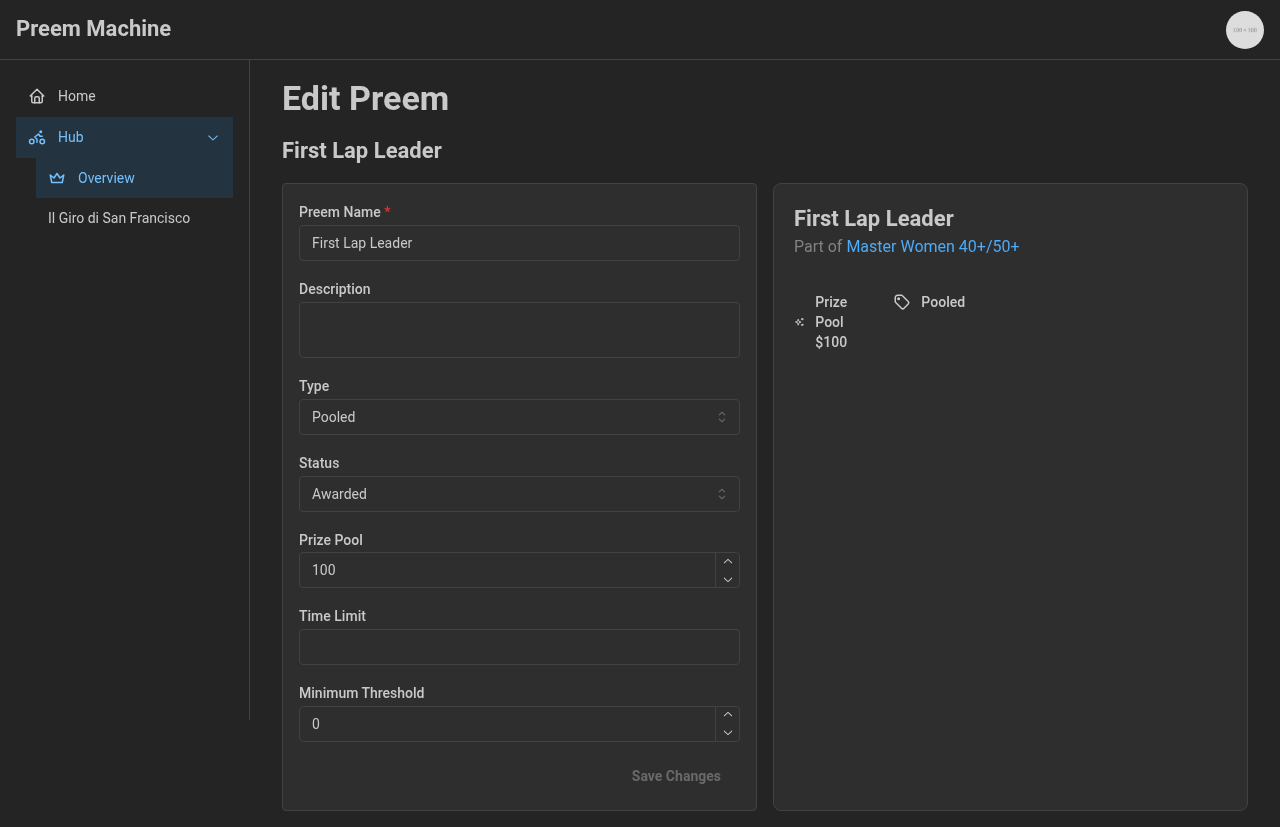 Preem Machine
100 × 100
Home
Hub
Overview
Il Giro di San Francisco
Edit Preem
First Lap Leader
Preem Name *
First Lap Leader
Description
Type
Pooled
Status
Awarded
Prize Pool
100
Time Limit
Minimum Threshold
0
Save Changes
First Lap Leader
Part of Master Women 40+/50+
Prize
Pool
$100
Pooled